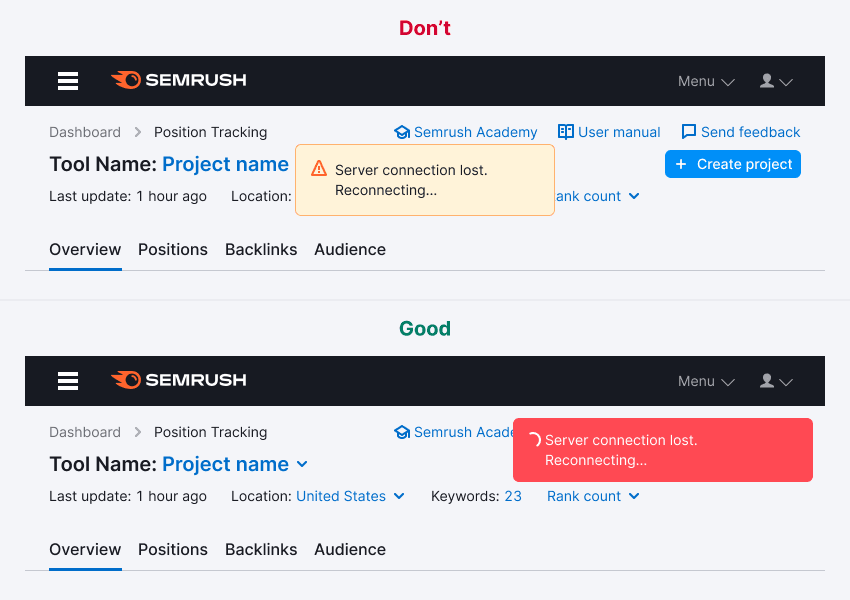 Don’t
SEMRUSH
Menu
Dashboard Position Tracking Semrush Academy User manual Send feedback
Tool Name: Project name + Create project
Server connection lost.
Reconnecting...
Last update: 1 hour ago Location: ank count
Overview Positions Backlinks Audience
Good
SEMRUSH
Menu
Dashboard Position Tracking Semrush Acade
Server connection lost.
Reconnecting...
Tool Name: Project name
Last update: 1 hour ago Location: United States Keywords: 23 Rank count
Overview Positions Backlinks Audience